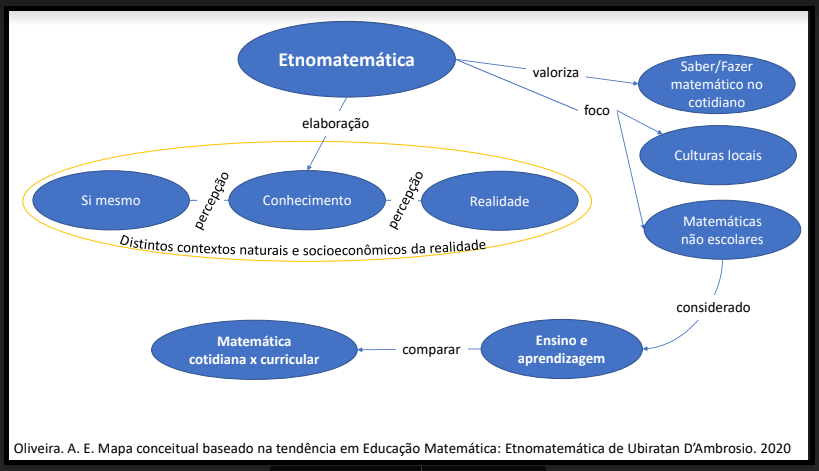 Etnomatemática
valoriza
Saber/Fazer
matemático no
cotidiano
foco
elaboração
Culturas locais
Si mesmo
percepção
Conhecimento
percepção
Realidade
Matemáticas
não escolares
Distintos contextos naturais e socioeconômicos da realidade
considerado
Matemática
cotidiana x curricular
comparar
Ensino e
aprendizagem
Oliveira. A. E. Mapa conceitual baseado na tendência em Educação Matemática: Etnomatemática de Ubiratan D’Ambrosio. 2020